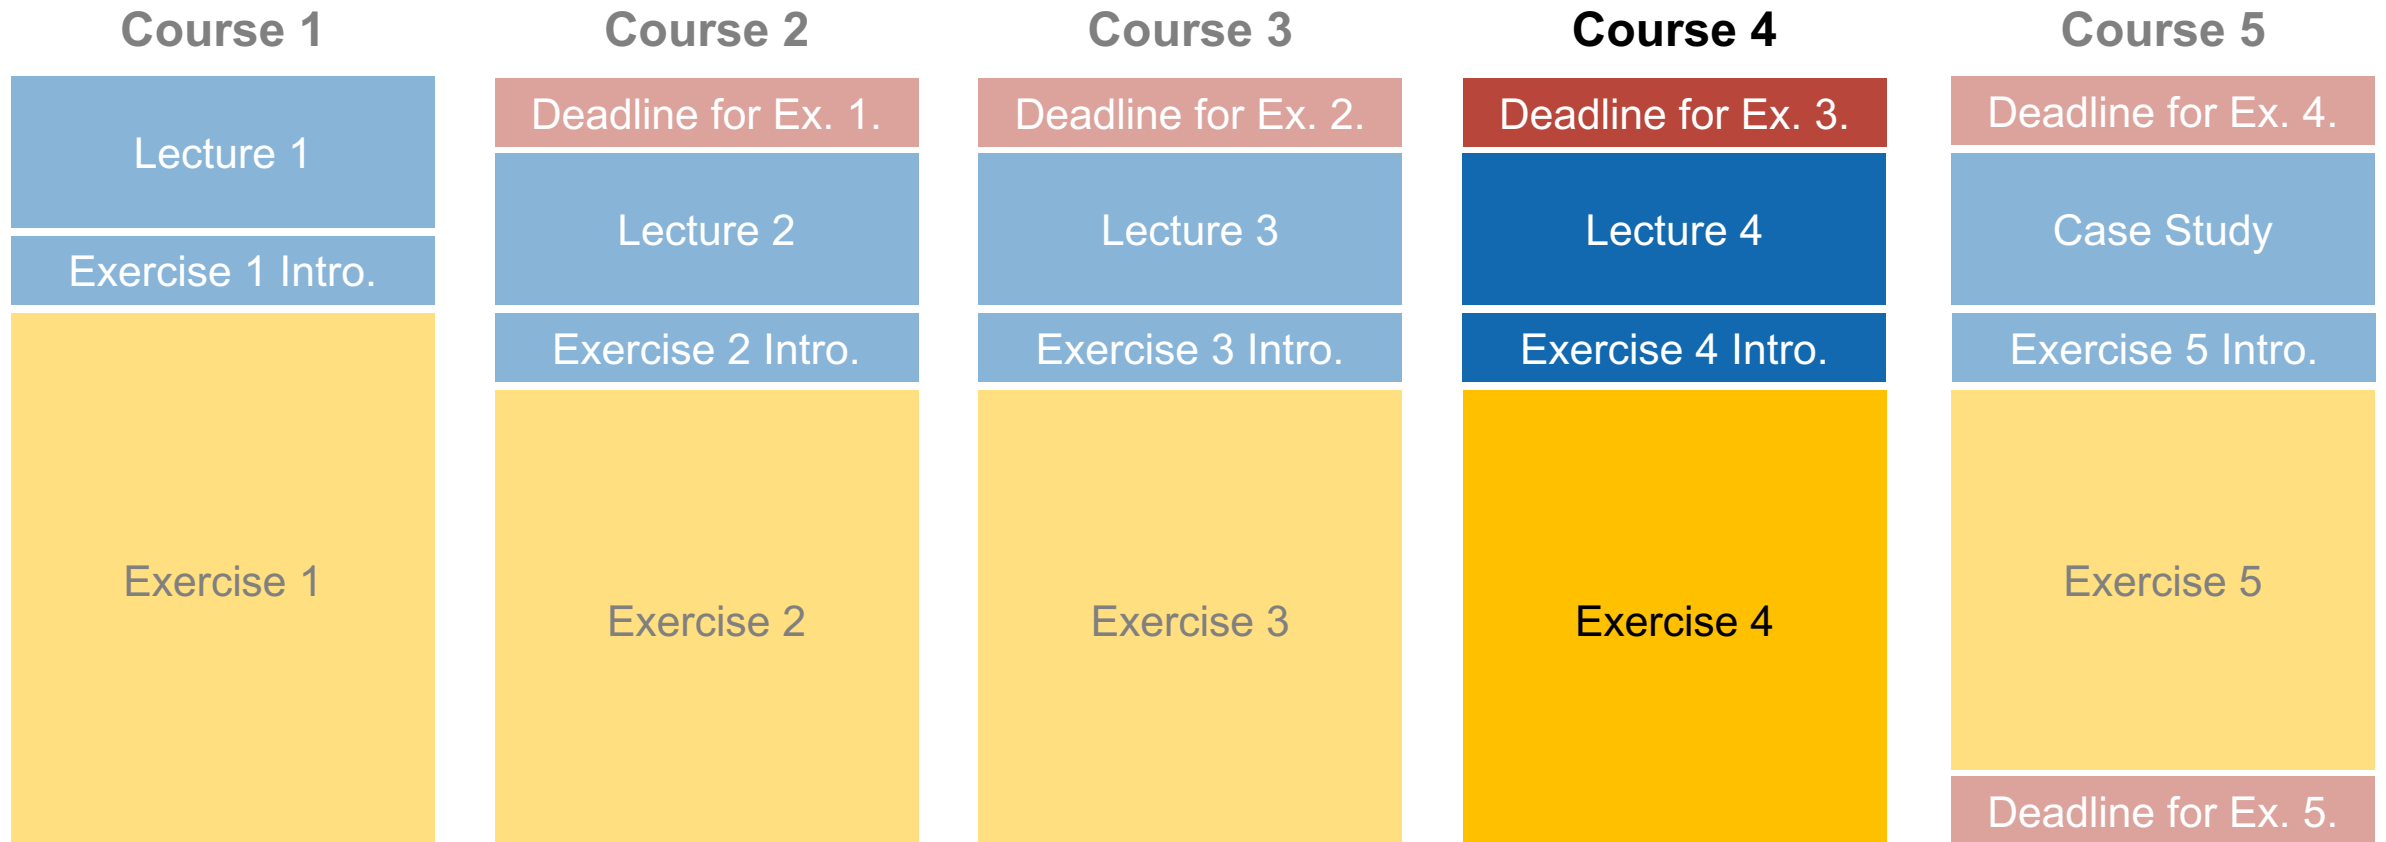 Course 1
Lecture 1
Exercise 1 Intro.
Exercise 1
Course 2
Deadline for Ex. 1.
Lecture 2
Exercise 2 Intro.
Exercise 2
Course 3
Deadline for Ex. 2.
Lecture 3
Exercise 3 Intro.
Exercise 3
Course 4
Deadline for Ex. 3.
Lecture 4
Exercise 4 Intro.
Exercise 4
Course 5
Deadline for Ex. 4.
Case Study
Exercise 5 Intro.
Exercise 5
Deadline for Ex. 5.